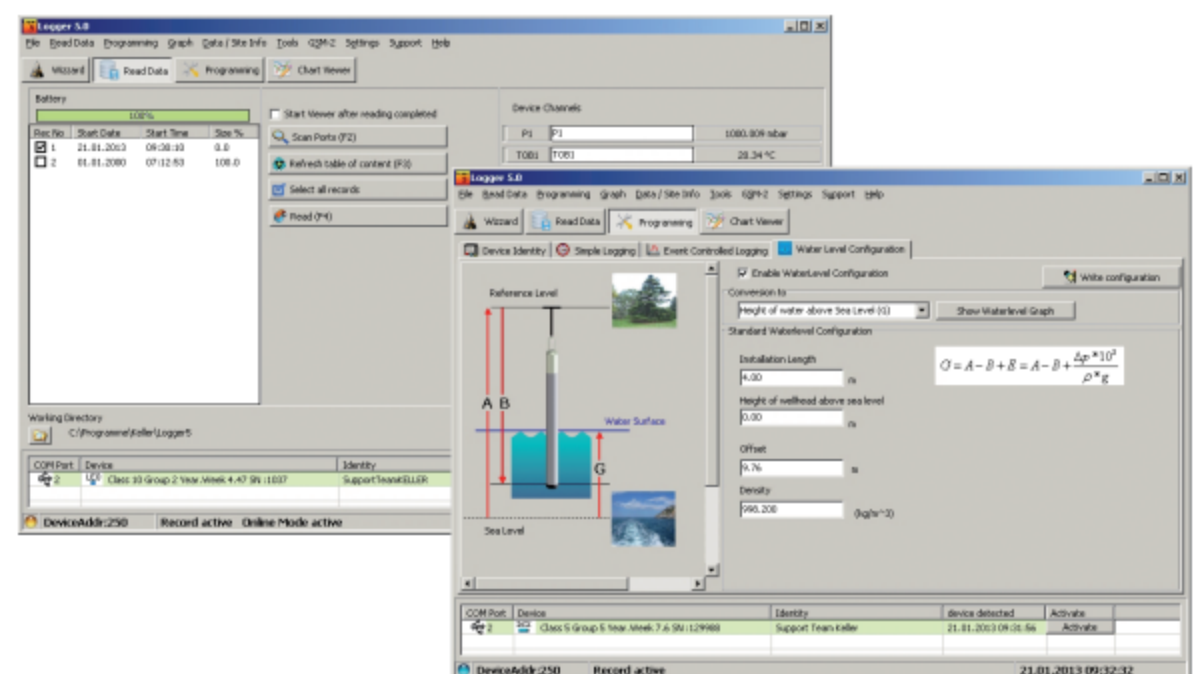 Logger 5.0
File Read Data Programming Graph Data / Site Info Tools GSM-2 Settings Support Help
Wizzard Read Data Programming Chart Viewer
Battery
100%
Rec No Start Date Start Time Size %
1 21.01.2013 09:30:10 0.0
2 01.01.2000 07:12:53 100.0
Start Viewer after reading completed
Scan Ports (F2)
Refresh table of content (F3)
Select all records
Read (F4)
Device Channels
P1 P1 1000.009 mbar
TOB1 TOB1 28.34 °C
Working Directory
C:\Programme\Keller\Logger5
COM Port Device Identity
2 Class 10 Group 2 Year.Week 4.47 SN :1037 SupportTeamKELLER
DeviceAddr:250 Record active Online Mode active
Logger 5.0
File Read Data Programming Graph Data / Site Info Tools GSM-2 Settings Support Help
Wizzard Read Data Programming Chart Viewer
Device Identity Simple Logging Event Controlled Logging Water Level Configuration
Reference Level
A B
Water Surface
G
Sea Level
Enable WaterLevel Configuration
Write configuration
Conversion to
Height of water above Sea Level (G) Show Waterlevel Graph
Standard Waterlevel Configuration
Installation Length
4.00 m
Height of wellhead above sea level
0.00 m
Offset
9.76 m
Density
998.200 (kg/m^3)
G = A - B + E = A - B + Δp*10⁵ / ρ*g
COM Port Device Identity device detected Activate
2 Class 5 Group 5 Year.Week 7.6 SN :129908 Support Team Keller 21.01.2013 09:31:56 Activate
DeviceAddr:250 Record active 21.01.2013 09:32:32